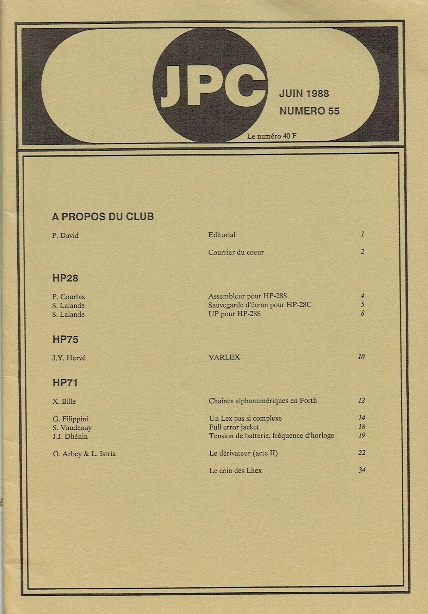 JPC
JUIN 1988
NUMERO 55
Le numéro 40 F
A PROPOS DU CLUB
P. David Editorial 1
Courrier du coeur 2
HP28
P. Courbis Assembleur pour HP-28S 4
S. Lalande Sauvegarde d'écran pour HP-28C 5
S. Lalande UP pour HP-28S 8
HP75
J.Y. Hervé VARLEX 10
HP71
X. Bille Chaînes alphanumériques en Forth 12
G. Filippini Un Lex pas si complexe 14
S. Vaudenay Full error jacket 18
J.J. Dhénin Tension de batterie, fréquence d'horloge 19
O. Arbey & L. Istria Le dérivateur (acte II) 22
Le coin des Lhex 34